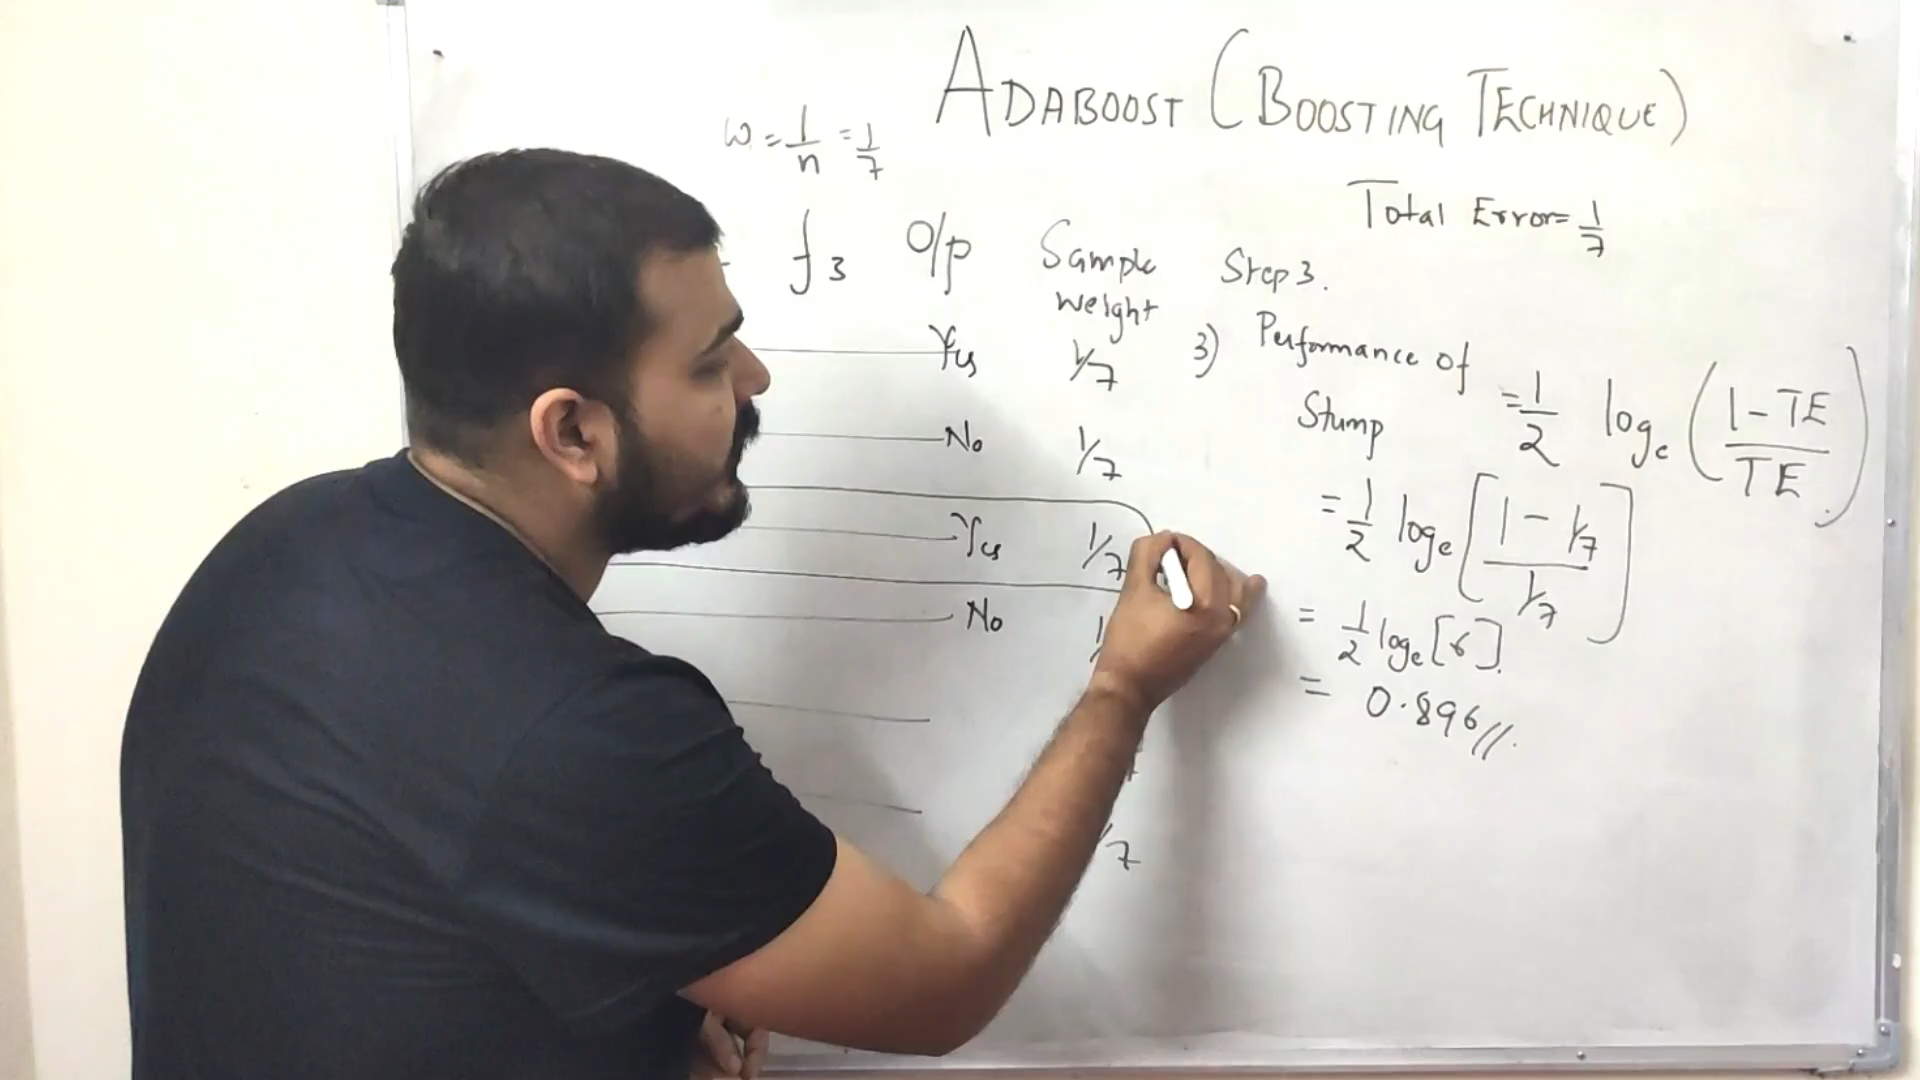 ADABOOST (BOOSTING TECHNIQUE)
w = 1/n = 1/7
Total Error = 1/7
f3 O/p Sample weight
Yes 1/7
No 1/7
Yes 1/7
No
/7
Step 3.
3) Performance of Stump = 1/2 loge ((1-TE)/TE)
= 1/2 loge [(1 - 1/7)/(1/7)]
= 1/2 loge [6].
= 0.896//.